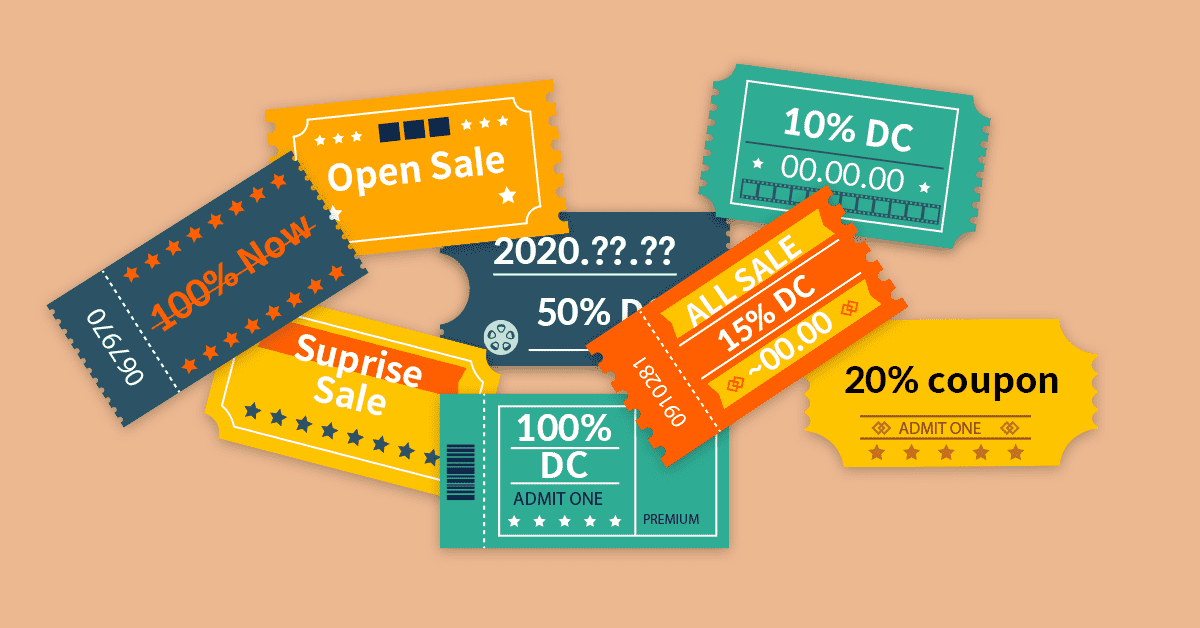 Open Sale
10% DC
00.00.00
100% Now
067970
2020.??.??
50% D
ALL SALE
15% DC
~00.00
0910281
Suprise
Sale
20% coupon
ADMIT ONE
100%
DC
ADMIT ONE
PREMIUM